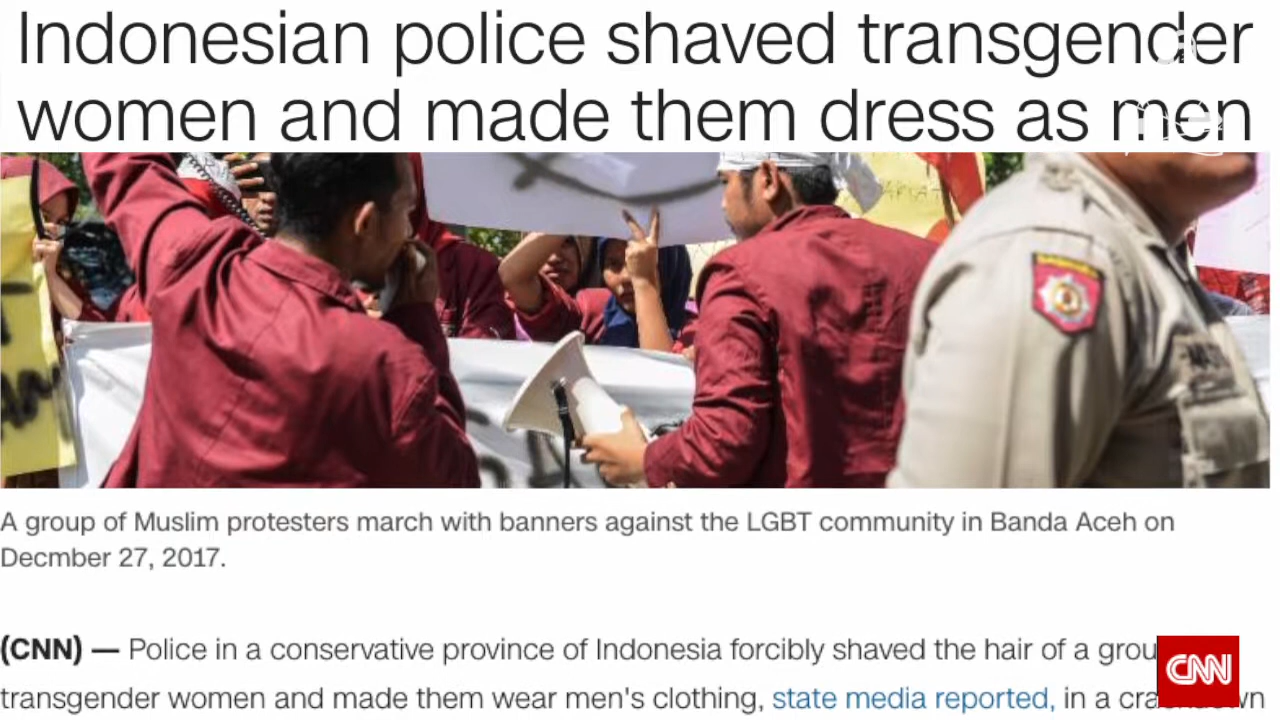 Indonesian police shaved transgender
women and made them dress as men
A group of Muslim protesters march with banners against the LGBT community in Banda Aceh on
Decmber 27, 2017.
(CNN) — Police in a conservative province of Indonesia forcibly shaved the hair of a grou
transgender women and made them wear men's clothing, state media reported, in a
CNN